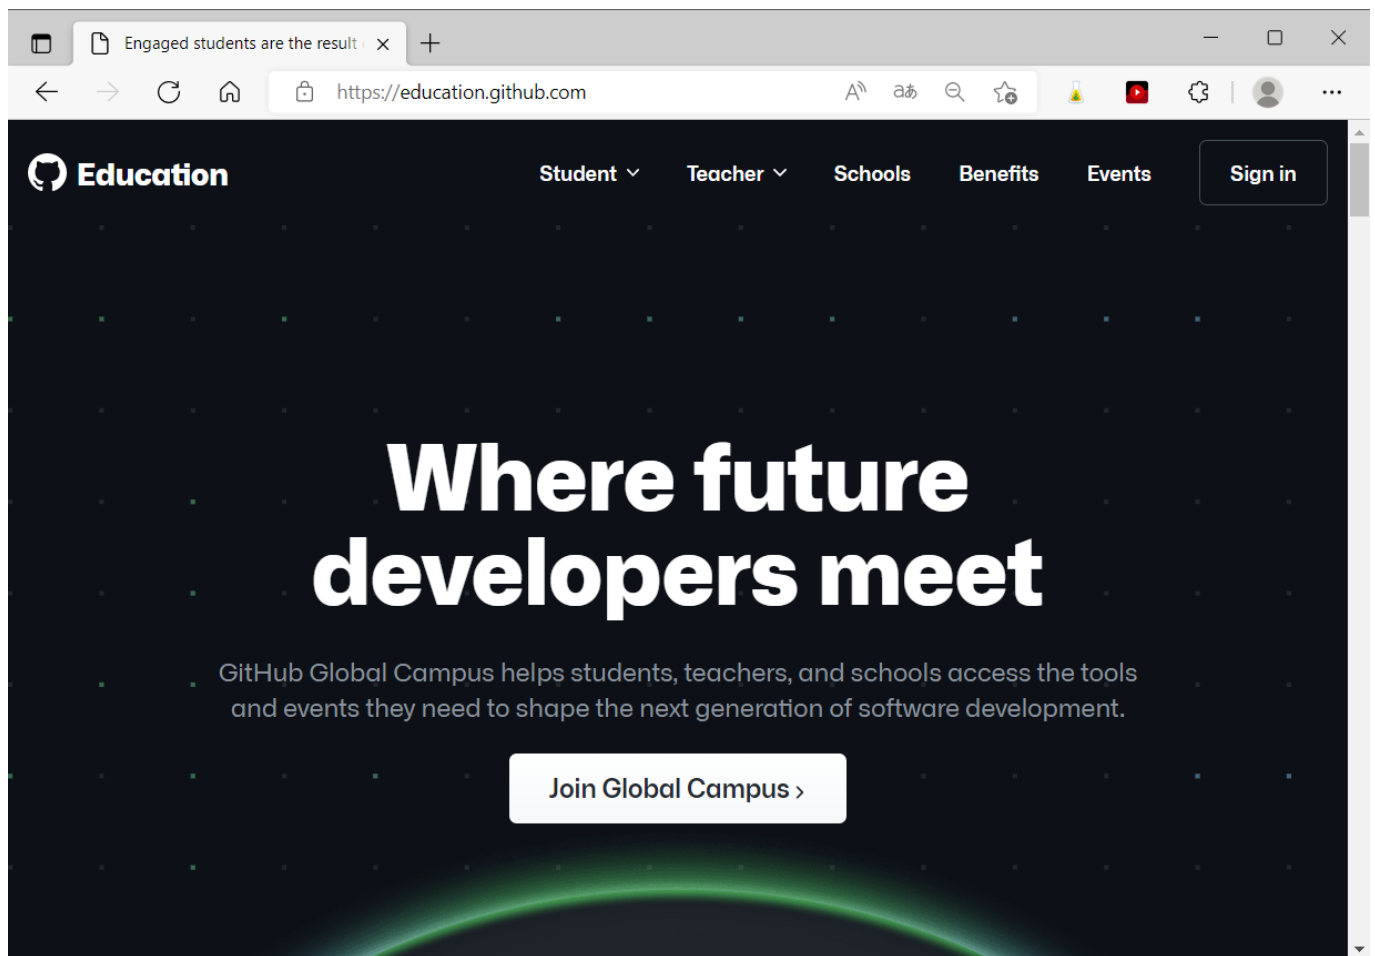 Engaged students are the result
https://education.github.com
Aあ
Education
Student
Teacher
Schools
Benefits
Events
Sign in
Where future
developers meet
GitHub Global Campus helps students, teachers, and schools access the tools
and events they need to shape the next generation of software development.
Join Global Campus ›